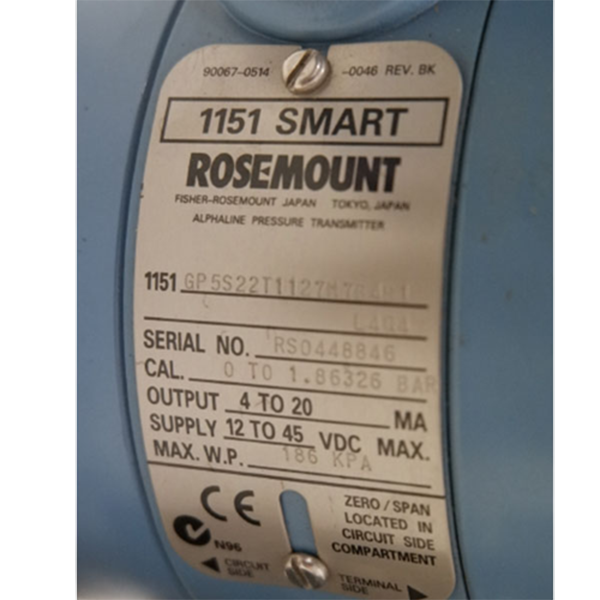 90067-0514 -0046 REV. BK
1151 SMART
ROSEMOUNT
FISHER-ROSEMOUNT JAPAN TOKYO, JAPAN
ALPHALINE PRESSURE TRANSMITTER
1151
SERIAL NO. RS0448846
CAL. 0 TO 1.86326 BAR
OUTPUT 4 TO 20 MA
SUPPLY 12 TO 45 VDC MAX.
MAX. W.P. 186 KPA
CE
N96
ZERO/SPAN
LOCATED IN
CIRCUIT SIDE
COMPARTMENT
CIRCUIT
SIDE
TERMINAL
SIDE